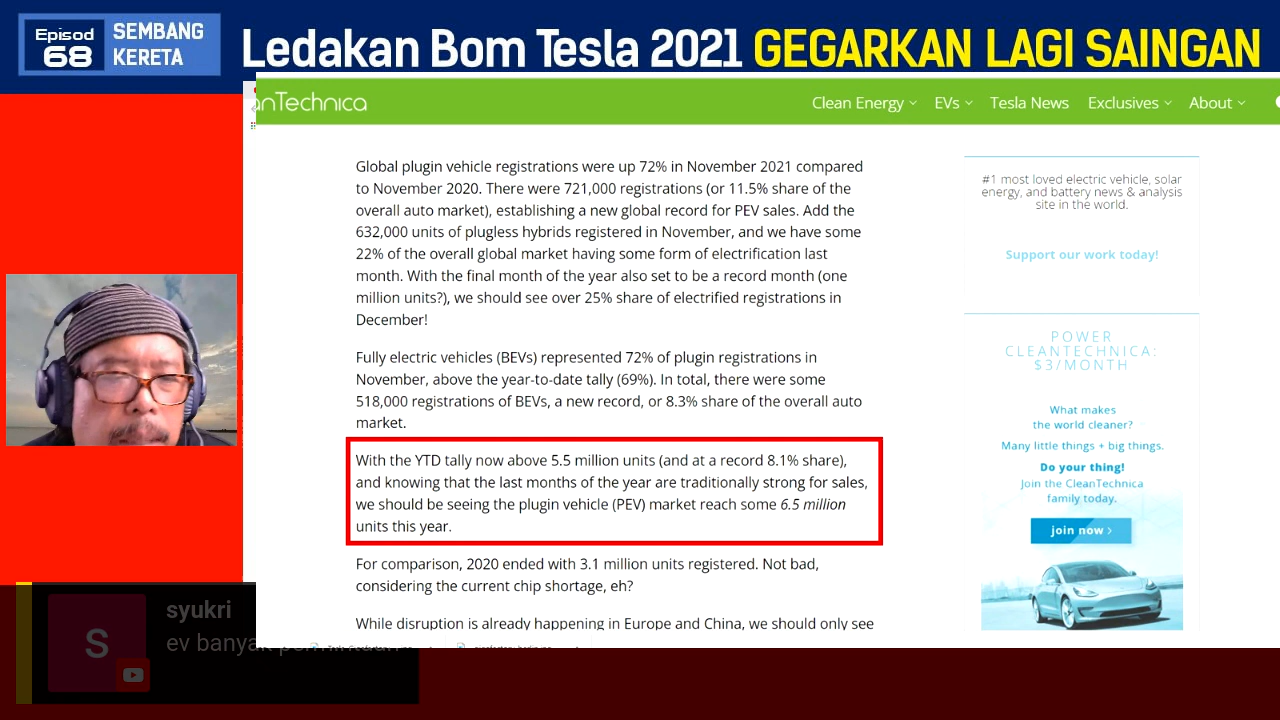 Episod
68
SEMBANG
KERETA
Ledakan Bom Tesla 2021 GEGARKAN LAGI SAINGAN
anTechnica
Clean Energy EVs Tesla News Exclusives About
Global plugin vehicle registrations were up 72% in November 2021 compared
to November 2020. There were 721,000 registrations (or 11.5% share of the
overall auto market), establishing a new global record for PEV sales. Add the
632,000 units of plugless hybrids registered in November, and we have some
22% of the overall global market having some form of electrification last
month. With the final month of the year also set to be a record month (one
million units?), we should see over 25% share of electrified registrations in
December!
Fully electric vehicles (BEVs) represented 72% of plugin registrations in
November, above the year-to-date tally (69%). In total, there were some
518,000 registrations of BEVs, a new record, or 8.3% share of the overall auto
market.
With the YTD tally now above 5.5 million units (and at a record 8.1% share),
and knowing that the last months of the year are traditionally strong for sales,
we should be seeing the plugin vehicle (PEV) market reach some 6.5 million
units this year.
For comparison, 2020 ended with 3.1 million units registered. Not bad,
considering the current chip shortage, eh?
While disruption is already happening in Europe and China, we should only see
#1 most loved electric vehicle, solar
energy, and battery news & analysis
site in the world.
Support our work today!
POWER
CLEANTECHNICA:
$3/MONTH
What makes
the world cleaner?
Many little things + big things.
Do your thing!
Join the CleanTechnica
family today.
join now >
S
syukri
ev banyak